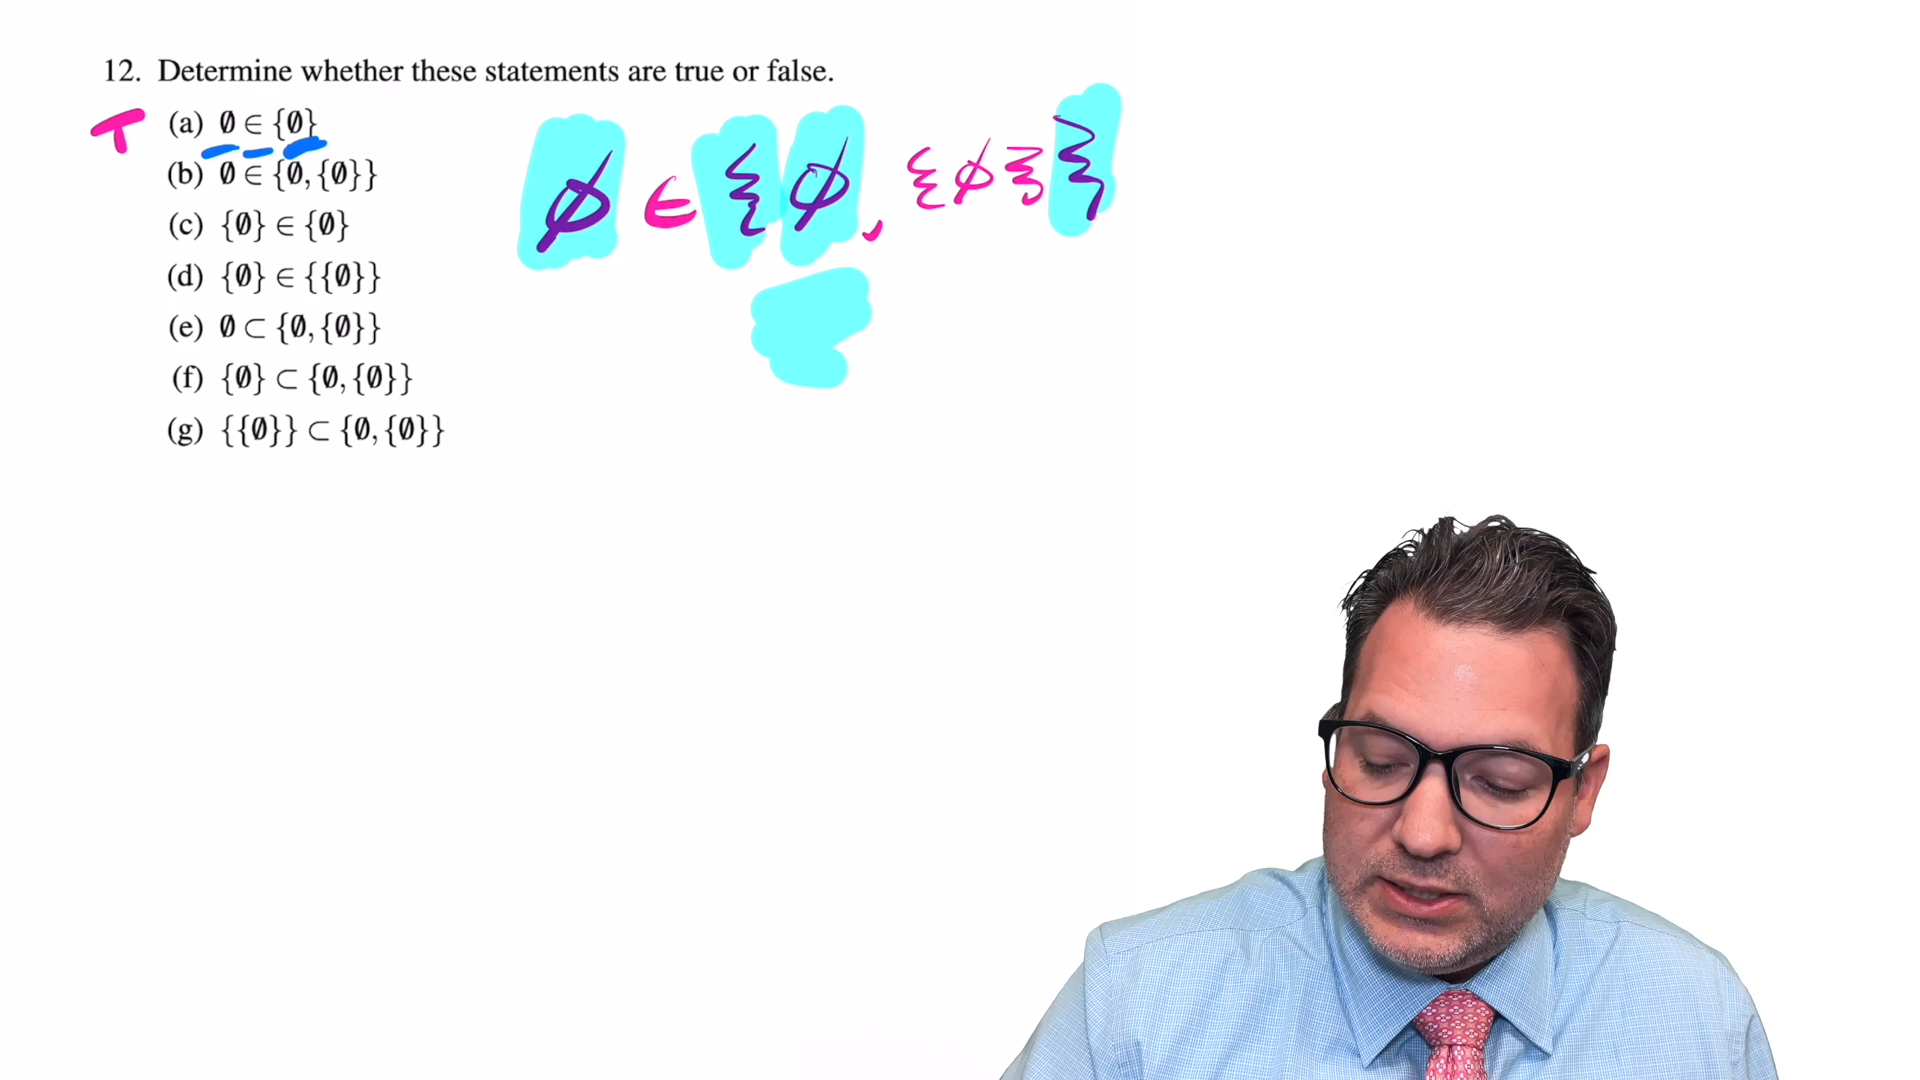 12. Determine whether these statements are true or false.
T (a) ∅ ∈ {∅}
(b) ∅ ∈ {∅, {∅}}
(c) {∅} ∈ {∅}
(d) {∅} ∈ {{∅}}
(e) ∅ ⊂ {∅, {∅}}
(f) {∅} ⊂ {∅, {∅}}
(g) {{∅}} ⊂ {∅, {∅}}
∅ ∈ {∅, {∅}}